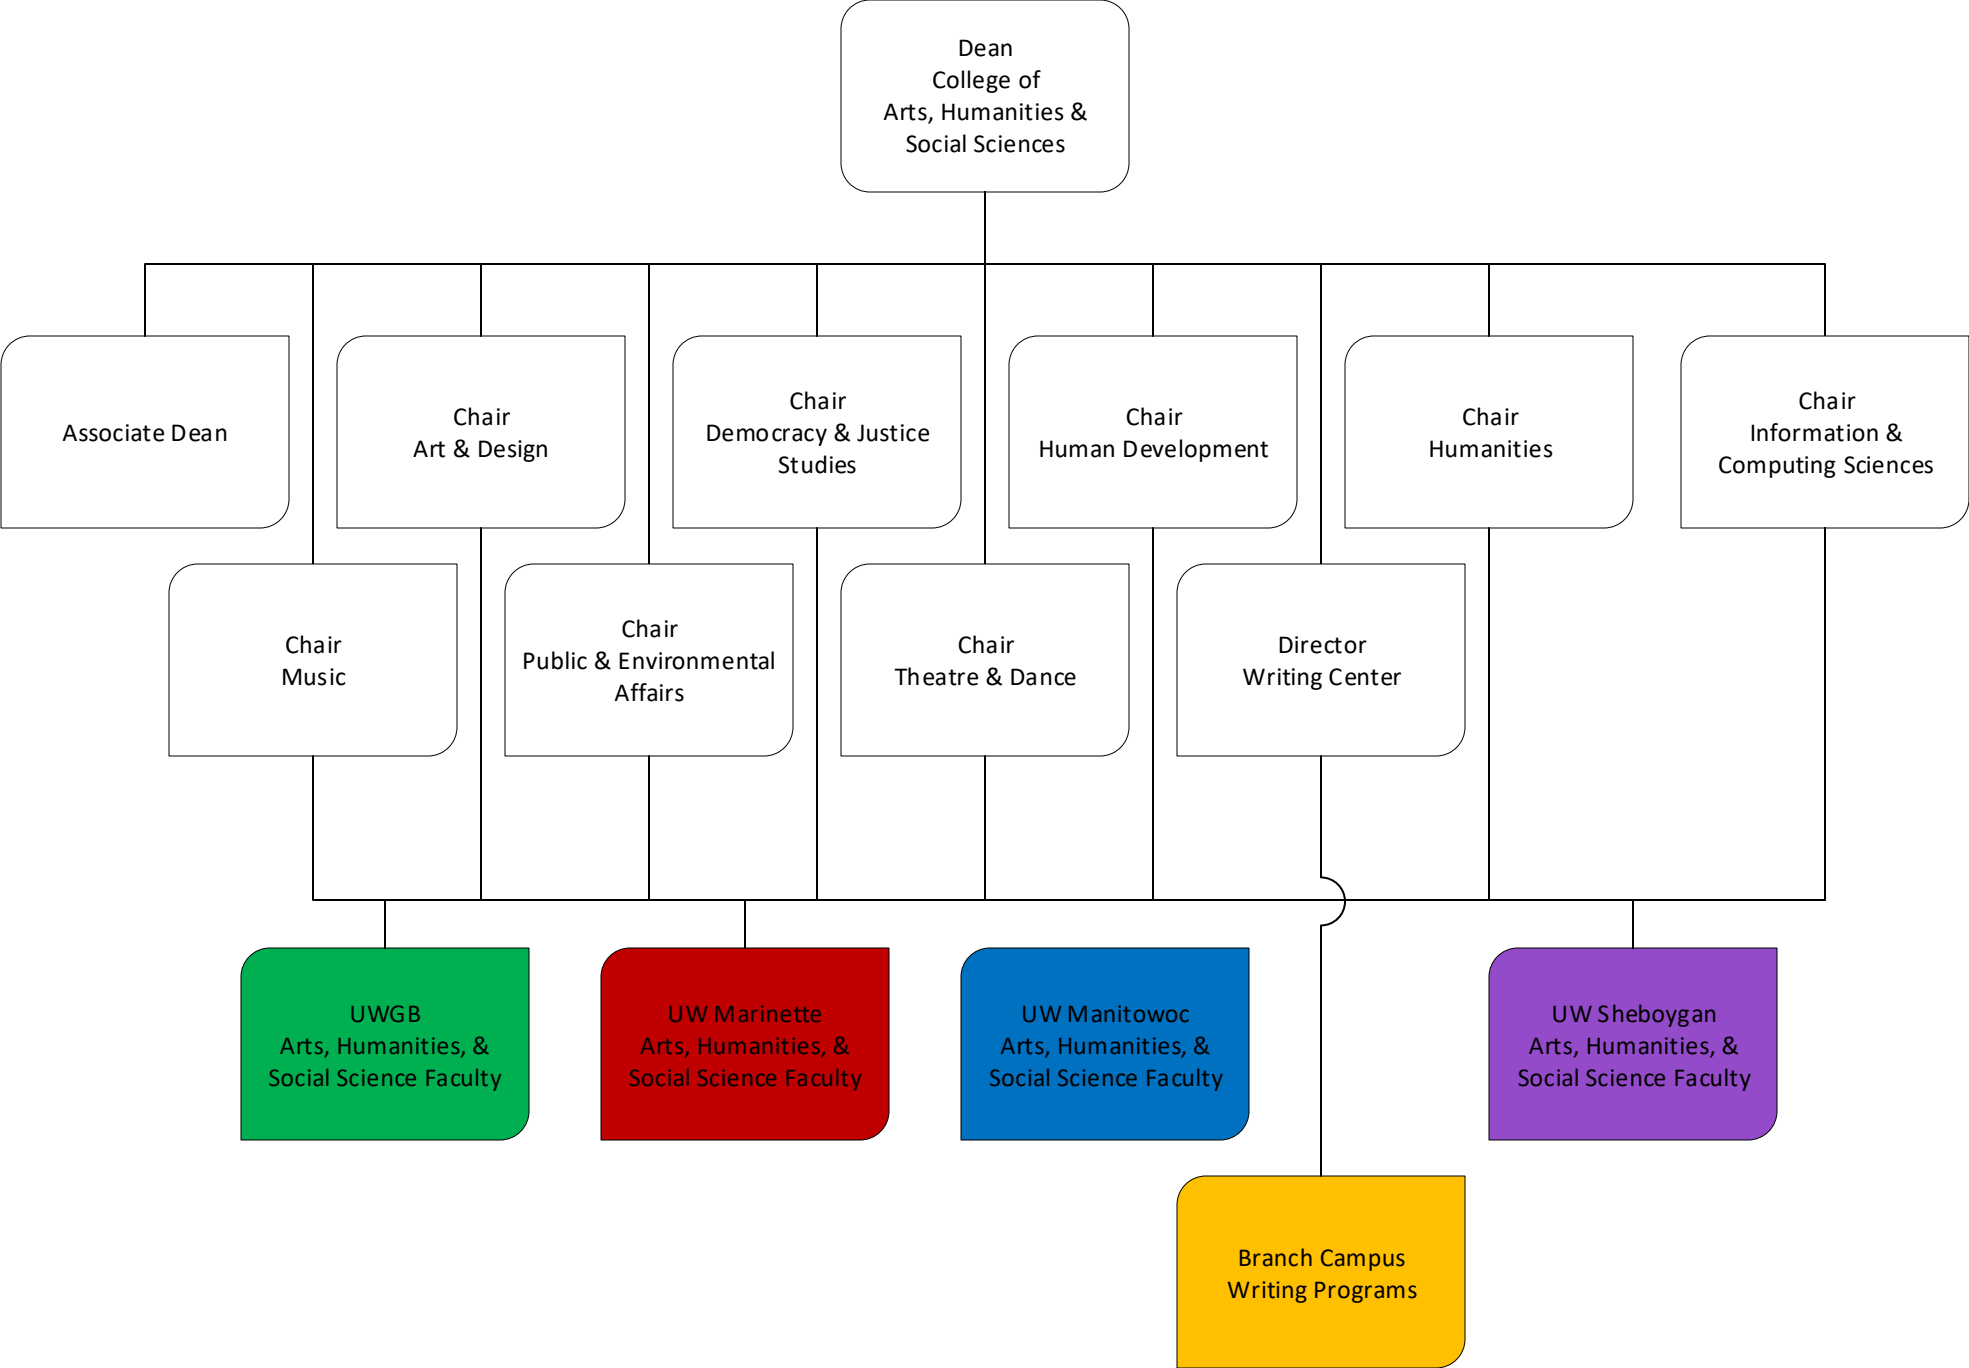 Dean
College of
Arts, Humanities &
Social Sciences
Associate Dean
Chair
Art & Design
Chair
Democracy & Justice
Studies
Chair
Human Development
Chair
Humanities
Chair
Information &
Computing Sciences
Chair
Music
Chair
Public & Environmental
Affairs
Chair
Theatre & Dance
Director
Writing Center
UWGB
Arts, Humanities, &
Social Science Faculty
UW Marinette
Arts, Humanities, &
Social Science Faculty
UW Manitowoc
Arts, Humanities, &
Social Science Faculty
UW Sheboygan
Arts, Humanities, &
Social Science Faculty
Branch Campus
Writing Programs